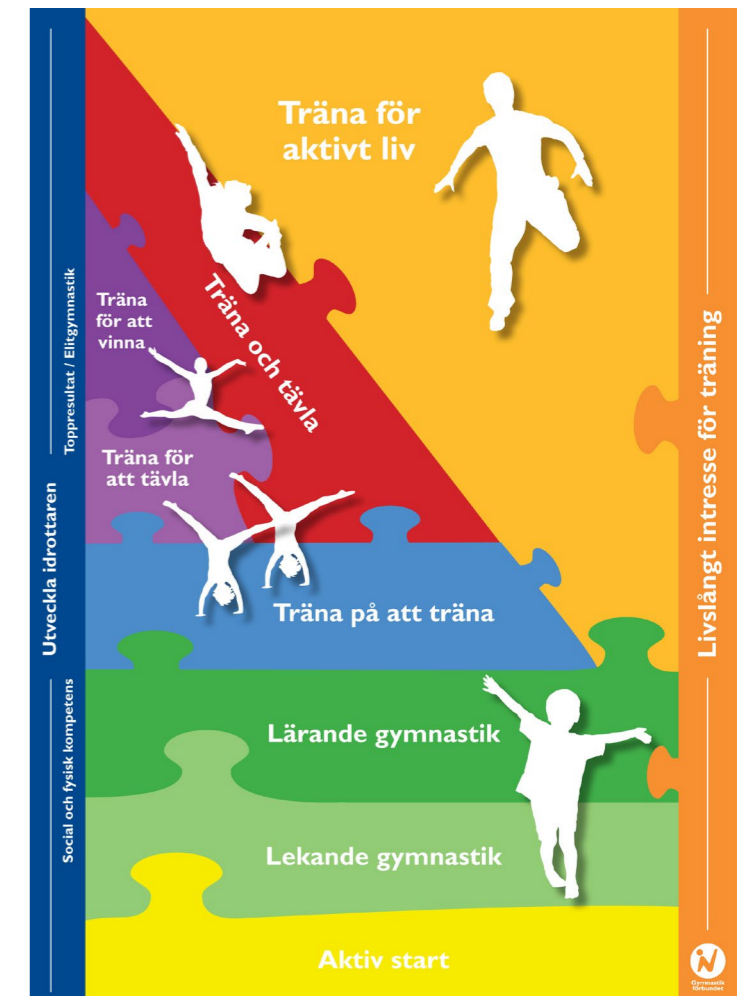 Träna för
aktivt liv
Träna
för att
vinna
Träna och tävla
Träna för
att tävla
Träna på att träna
Lärande gymnastik
Lekande gymnastik
Aktiv start
Toppresultat / Elitgymnastik
Utveckla idrottaren
Social och fysisk kompetens
Livslångt intresse för träning
Gymnastik
förbundet